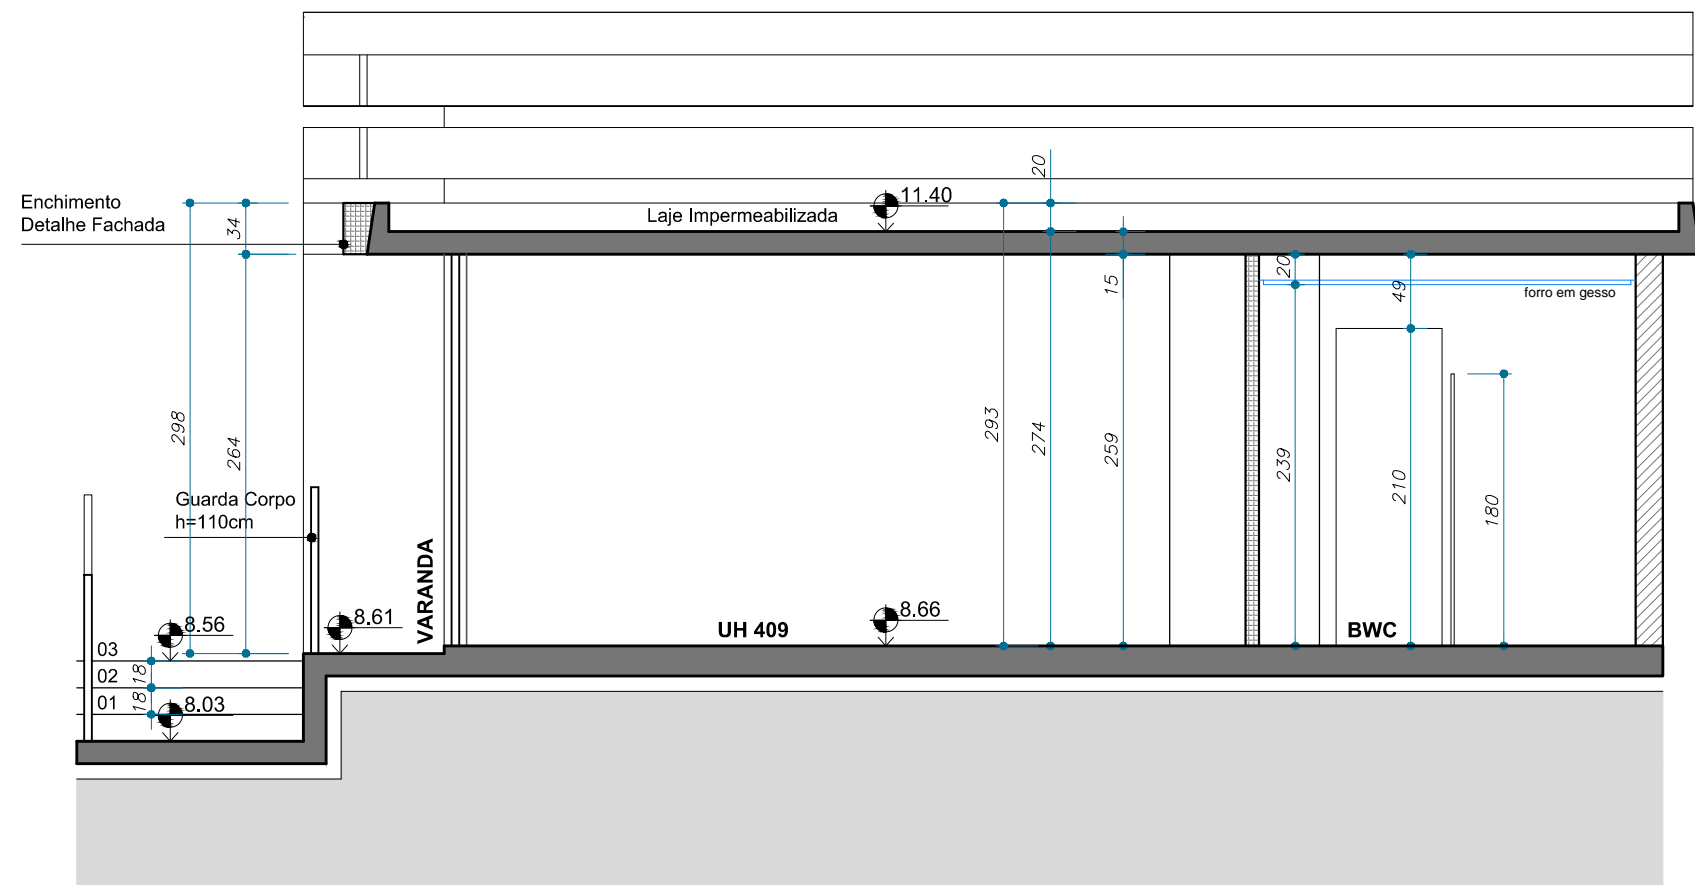 20
11.40
Enchimento
Detalhe Fachada
34
Laje Impermeabilizada
15
20
49
forro em gesso
298
264
293
274
259
239
210
180
Guarda Corpo
h=110cm
VARANDA
8.56
8.61
UH 409
8.66
BWC
03
02
01
18
18
8.03